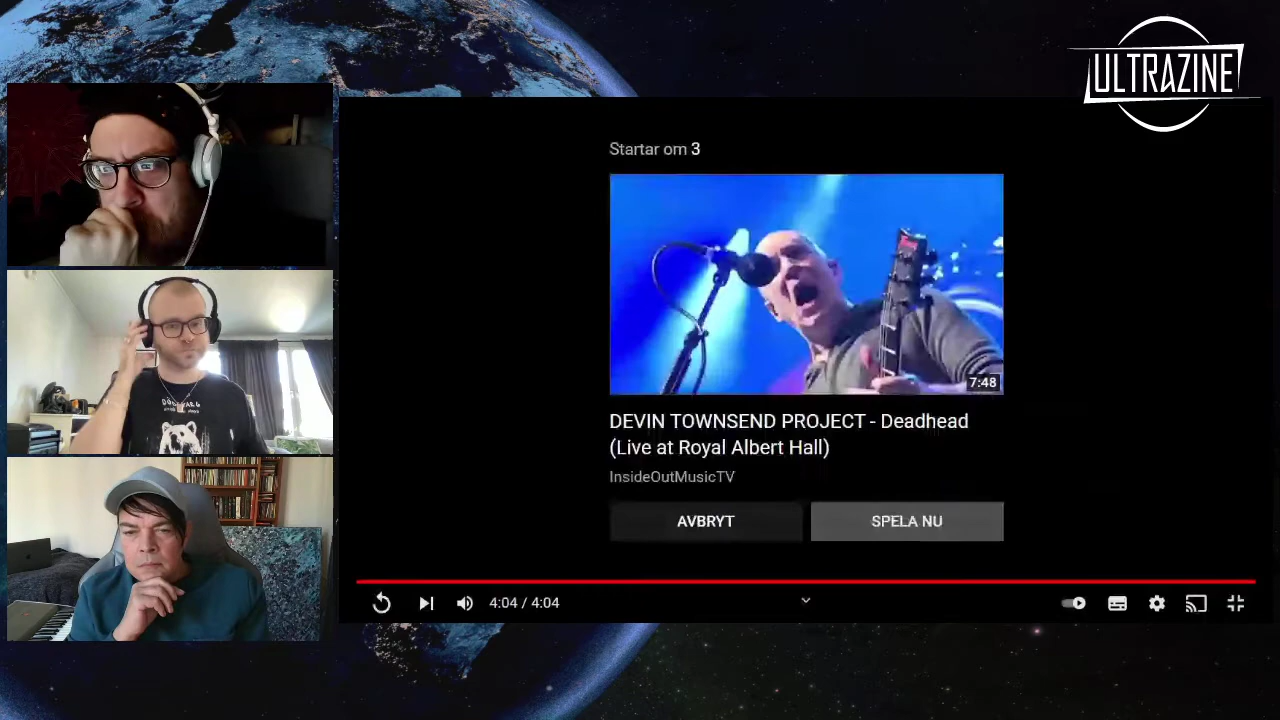 ULTRAZINE
Startar om 3
7:48
DEVIN TOWNSEND PROJECT - Deadhead
(Live at Royal Albert Hall)
InsideOutMusicTV
AVBRYT
SPELA NU
4:04 / 4:04